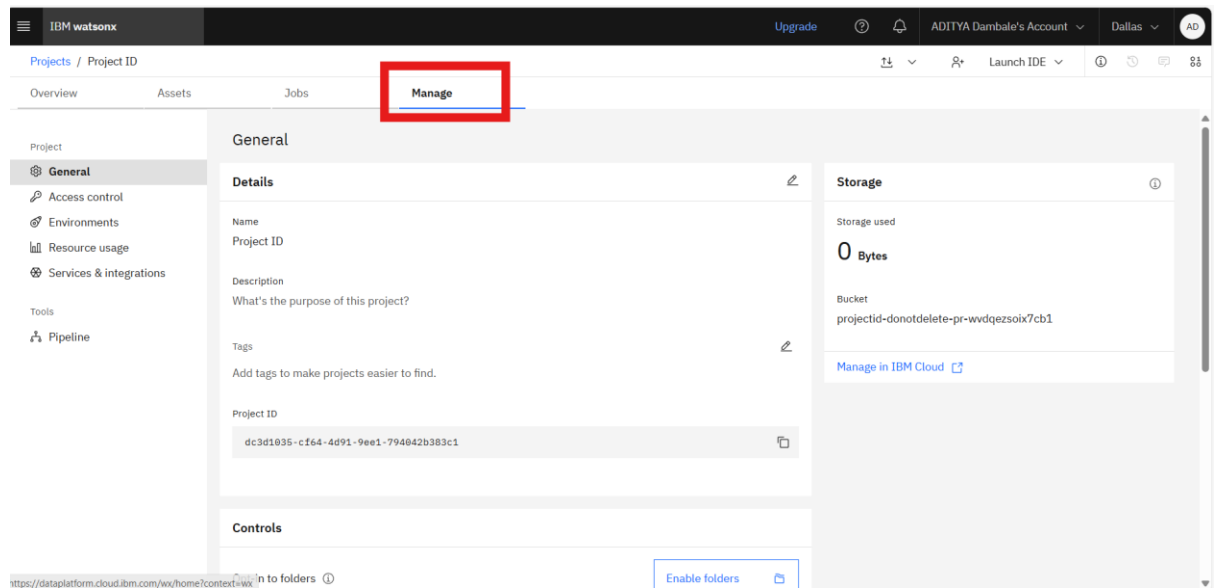 IBM watsonx Upgrade ADITYA Dambale's Account Dallas AD
Projects / Project ID Launch IDE
Overview Assets Jobs Manage
Project
General
Access control
Environments
Resource usage
Services & integrations
Tools
Pipeline
General
Details
Name
Project ID
Description
What's the purpose of this project?
Tags
Add tags to make projects easier to find.
Project ID
dc3d1035-cf64-4d91-9ee1-794042b383c1
Controls
in to folders Enable folders
Storage
Storage used
0 Bytes
Bucket
projectid-donotdelete-pr-wvdqezsoix7cb1
Manage in IBM Cloud
https://dataplatform.cloud.ibm.com/wx/home?context=wx